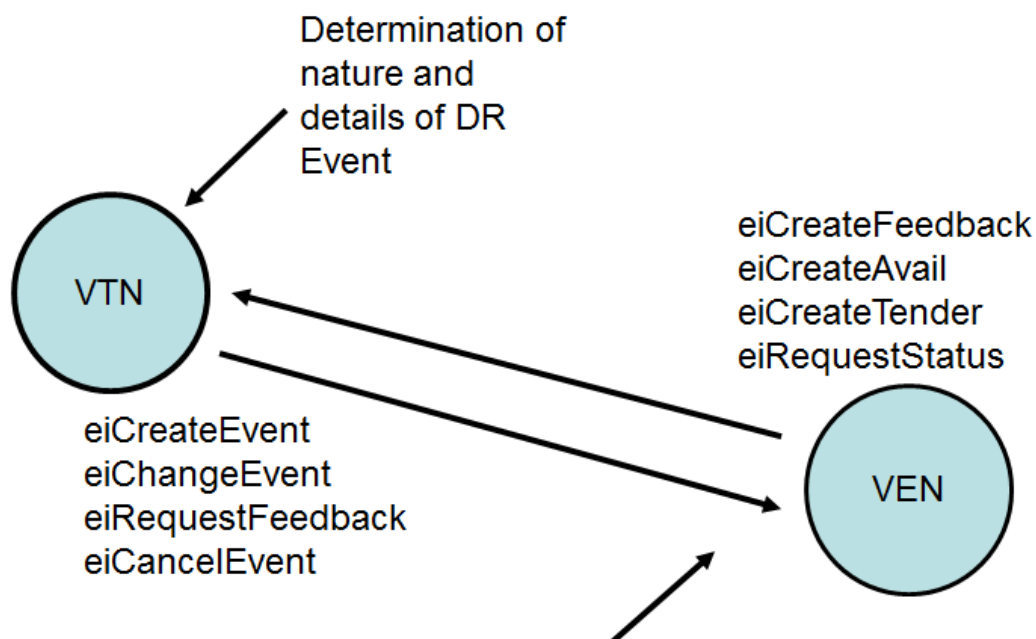 Determination of
nature and
details of DR
Event
VTN
eiCreateFeedback
eiCreateAvail
eiCreateTender
eiRequestStatus
eiCreateEvent
eiChangeEvent
eiRequestFeedback
eiCancelEvent
VEN